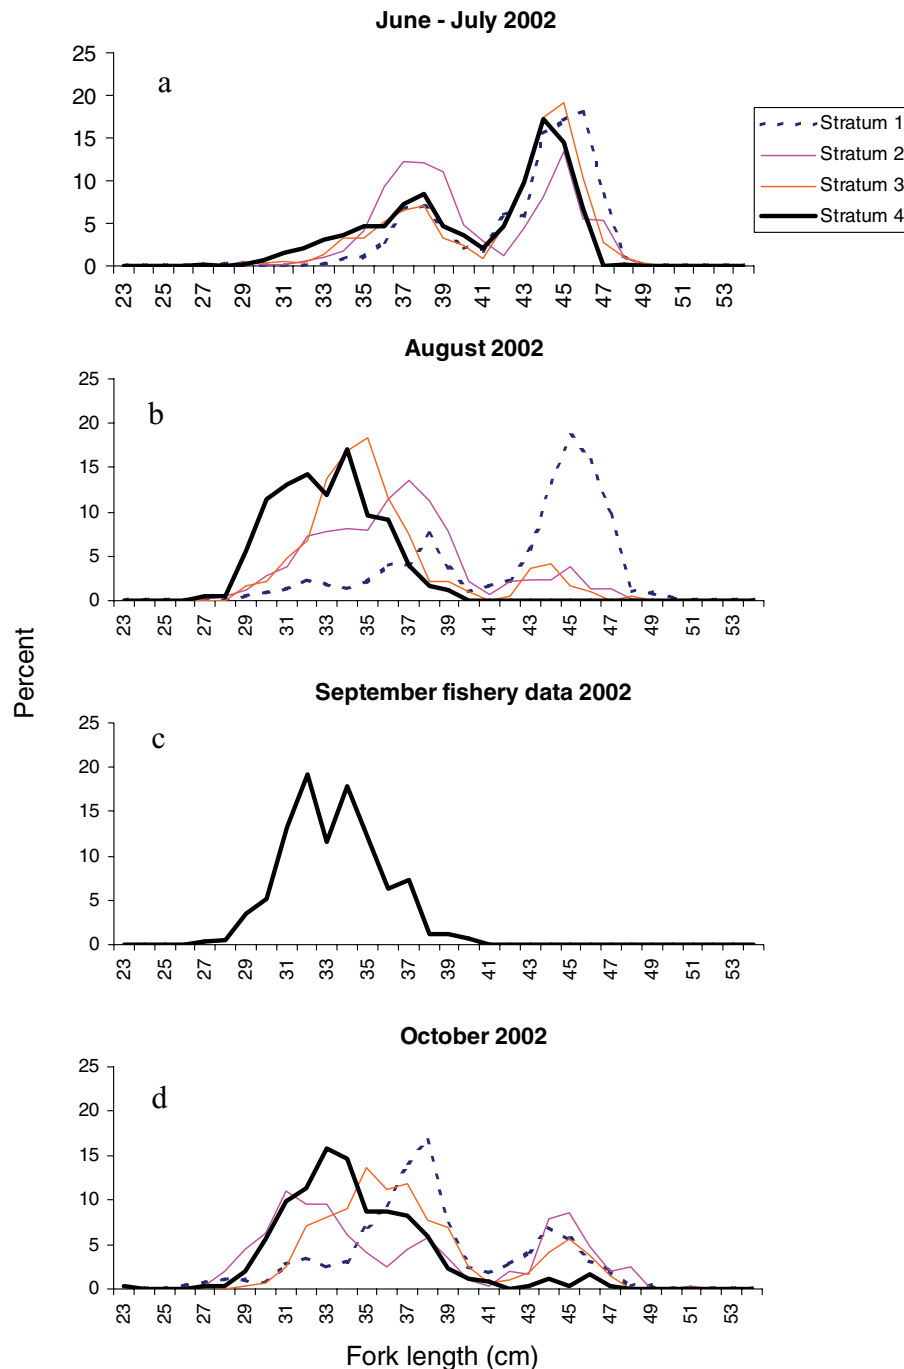 June - July 2002
a
25
20
15
10
5
0
23 25 27 29 31 33 35 37 39 41 43 45 47 49 51 53
Stratum 1
Stratum 2
Stratum 3
Stratum 4
August 2002
b
25
20
15
10
5
0
23 25 27 29 31 33 35 37 39 41 43 45 47 49 51 53
Percent
September fishery data 2002
c
25
20
15
10
5
0
23 25 27 29 31 33 35 37 39 41 43 45 47 49 51 53
October 2002
d
25
20
15
10
5
0
23 25 27 29 31 33 35 37 39 41 43 45 47 49 51 53
Fork length (cm)